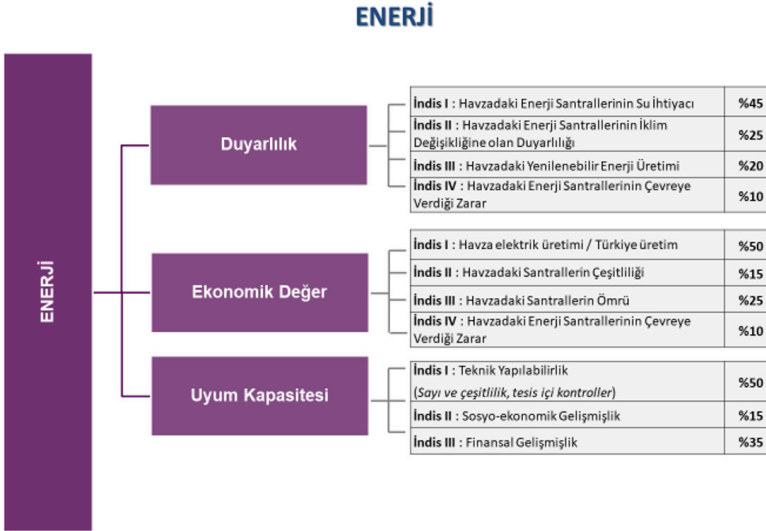 ENERJİ
ENERJİ
Duyarlılık
İndis I : Havzadaki Enerji Santrallerinin Su İhtiyacı %45
İndis II : Havzadaki Enerji Santrallerinin İklim
Değişikliğine olan Duyarlılığı %25
İndis III : Havzadaki Yenilenebilir Enerji Üretimi %20
İndis IV : Havzadaki Enerji Santrallerinin Çevreye
Verdiği Zarar %10
Ekonomik Değer
İndis I : Havza elektrik üretimi / Türkiye üretim %50
İndis II : Havzadaki Santrallerin Çeşitliliği %15
İndis III : Havzadaki Santrallerin Ömrü %25
İndis IV : Havzadaki Enerji Santrallerinin Çevreye
Verdiği Zarar %10
Uyum Kapasitesi
İndis I : Teknik Yapılabilirlik
(Sayı ve çeşitlilik, tesis içi kontroller) %50
İndis II : Sosyo-ekonomik Gelişmişlik %15
İndis III : Finansal Gelişmişlik %35